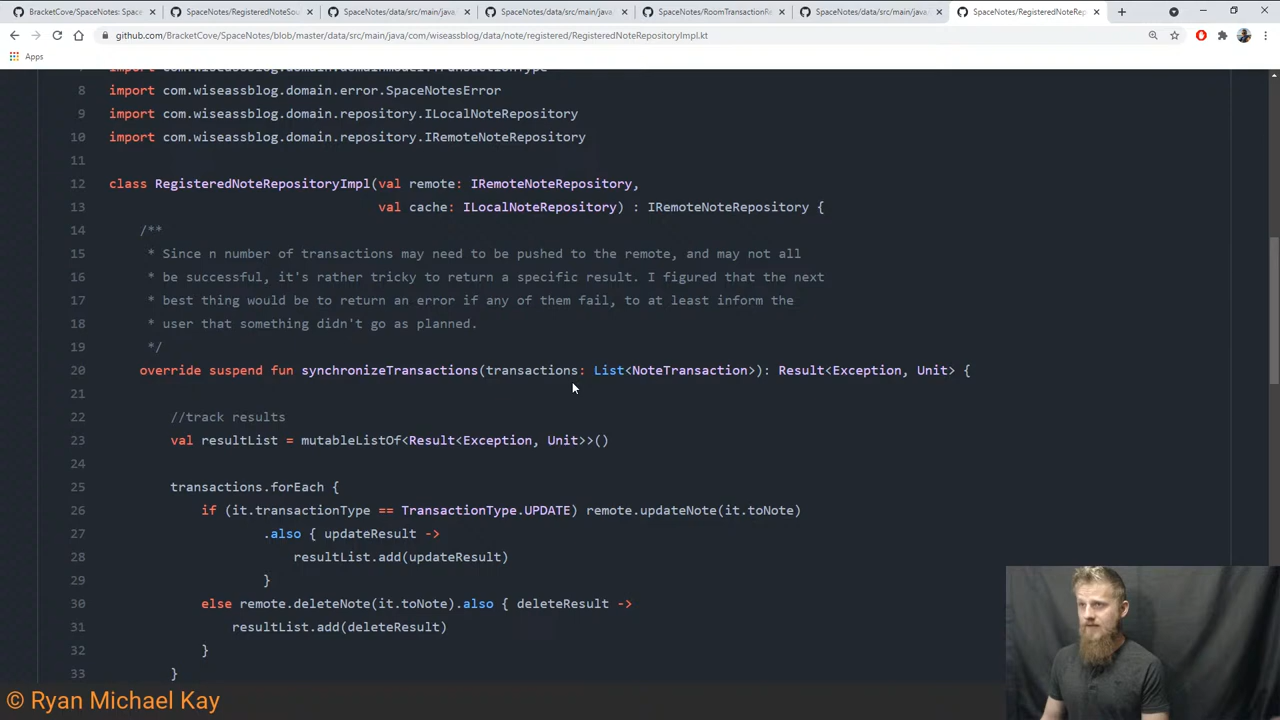 BracketCove/SpaceNotes: Space
SpaceNotes/RegisteredNoteSou
SpaceNotes/data/src/main/java
SpaceNotes/data/src/main/java
SpaceNotes/RoomTransactionRe
SpaceNotes/data/src/main/java
SpaceNotes/RegisteredNoteRep
github.com/BracketCove/SpaceNotes/blob/master/data/src/main/java/com/wiseassblog/data/note/registered/RegisteredNoteRepositoryImpl.kt
Apps
import com.wiseassblog.domain.domainmodel.TransactionType
8 import com.wiseassblog.domain.error.SpaceNotesError
9 import com.wiseassblog.domain.repository.ILocalNoteRepository
10 import com.wiseassblog.domain.repository.IRemoteNoteRepository
11
12 class RegisteredNoteRepositoryImpl(val remote: IRemoteNoteRepository,
13 val cache: ILocalNoteRepository) : IRemoteNoteRepository {
14 /**
15 * Since n number of transactions may need to be pushed to the remote, and may not all
16 * be successful, it's rather tricky to return a specific result. I figured that the next
17 * best thing would be to return an error if any of them fail, to at least inform the
18 * user that something didn't go as planned.
19 */
20 override suspend fun synchronizeTransactions(transactions: List<NoteTransaction>): Result<Exception, Unit> {
21
22 //track results
23 val resultList = mutableListOf<Result<Exception, Unit>>()
24
25 transactions.forEach {
26 if (it.transactionType == TransactionType.UPDATE) remote.updateNote(it.toNote)
27 .also { updateResult ->
28 resultList.add(updateResult)
29 }
30 else remote.deleteNote(it.toNote).also { deleteResult ->
31 resultList.add(deleteResult)
32 }
33 }
© Ryan Michael Kay